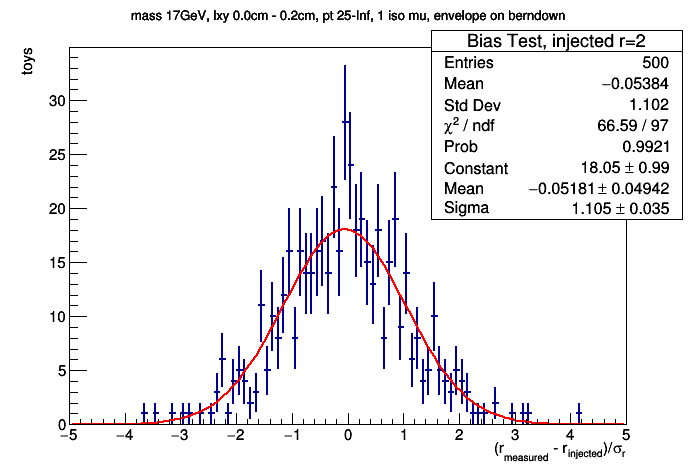 mass 17GeV, lxy 0.0cm - 0.2cm, pt 25-Inf, 1 iso mu, envelope on berndown
Bias Test, injected r=2
Entries 500
Mean −0.05384
Std Dev 1.102
χ² / ndf 66.59 / 97
Prob 0.9921
Constant 18.05 ± 0.99
Mean −0.05181 ± 0.04942
Sigma 1.105 ± 0.035
toys
30
25
20
15
10
5
0
−5 −4 −3 −2 −1 0 1 2 3 4 5
(r_measured - r_injected)/σ_r